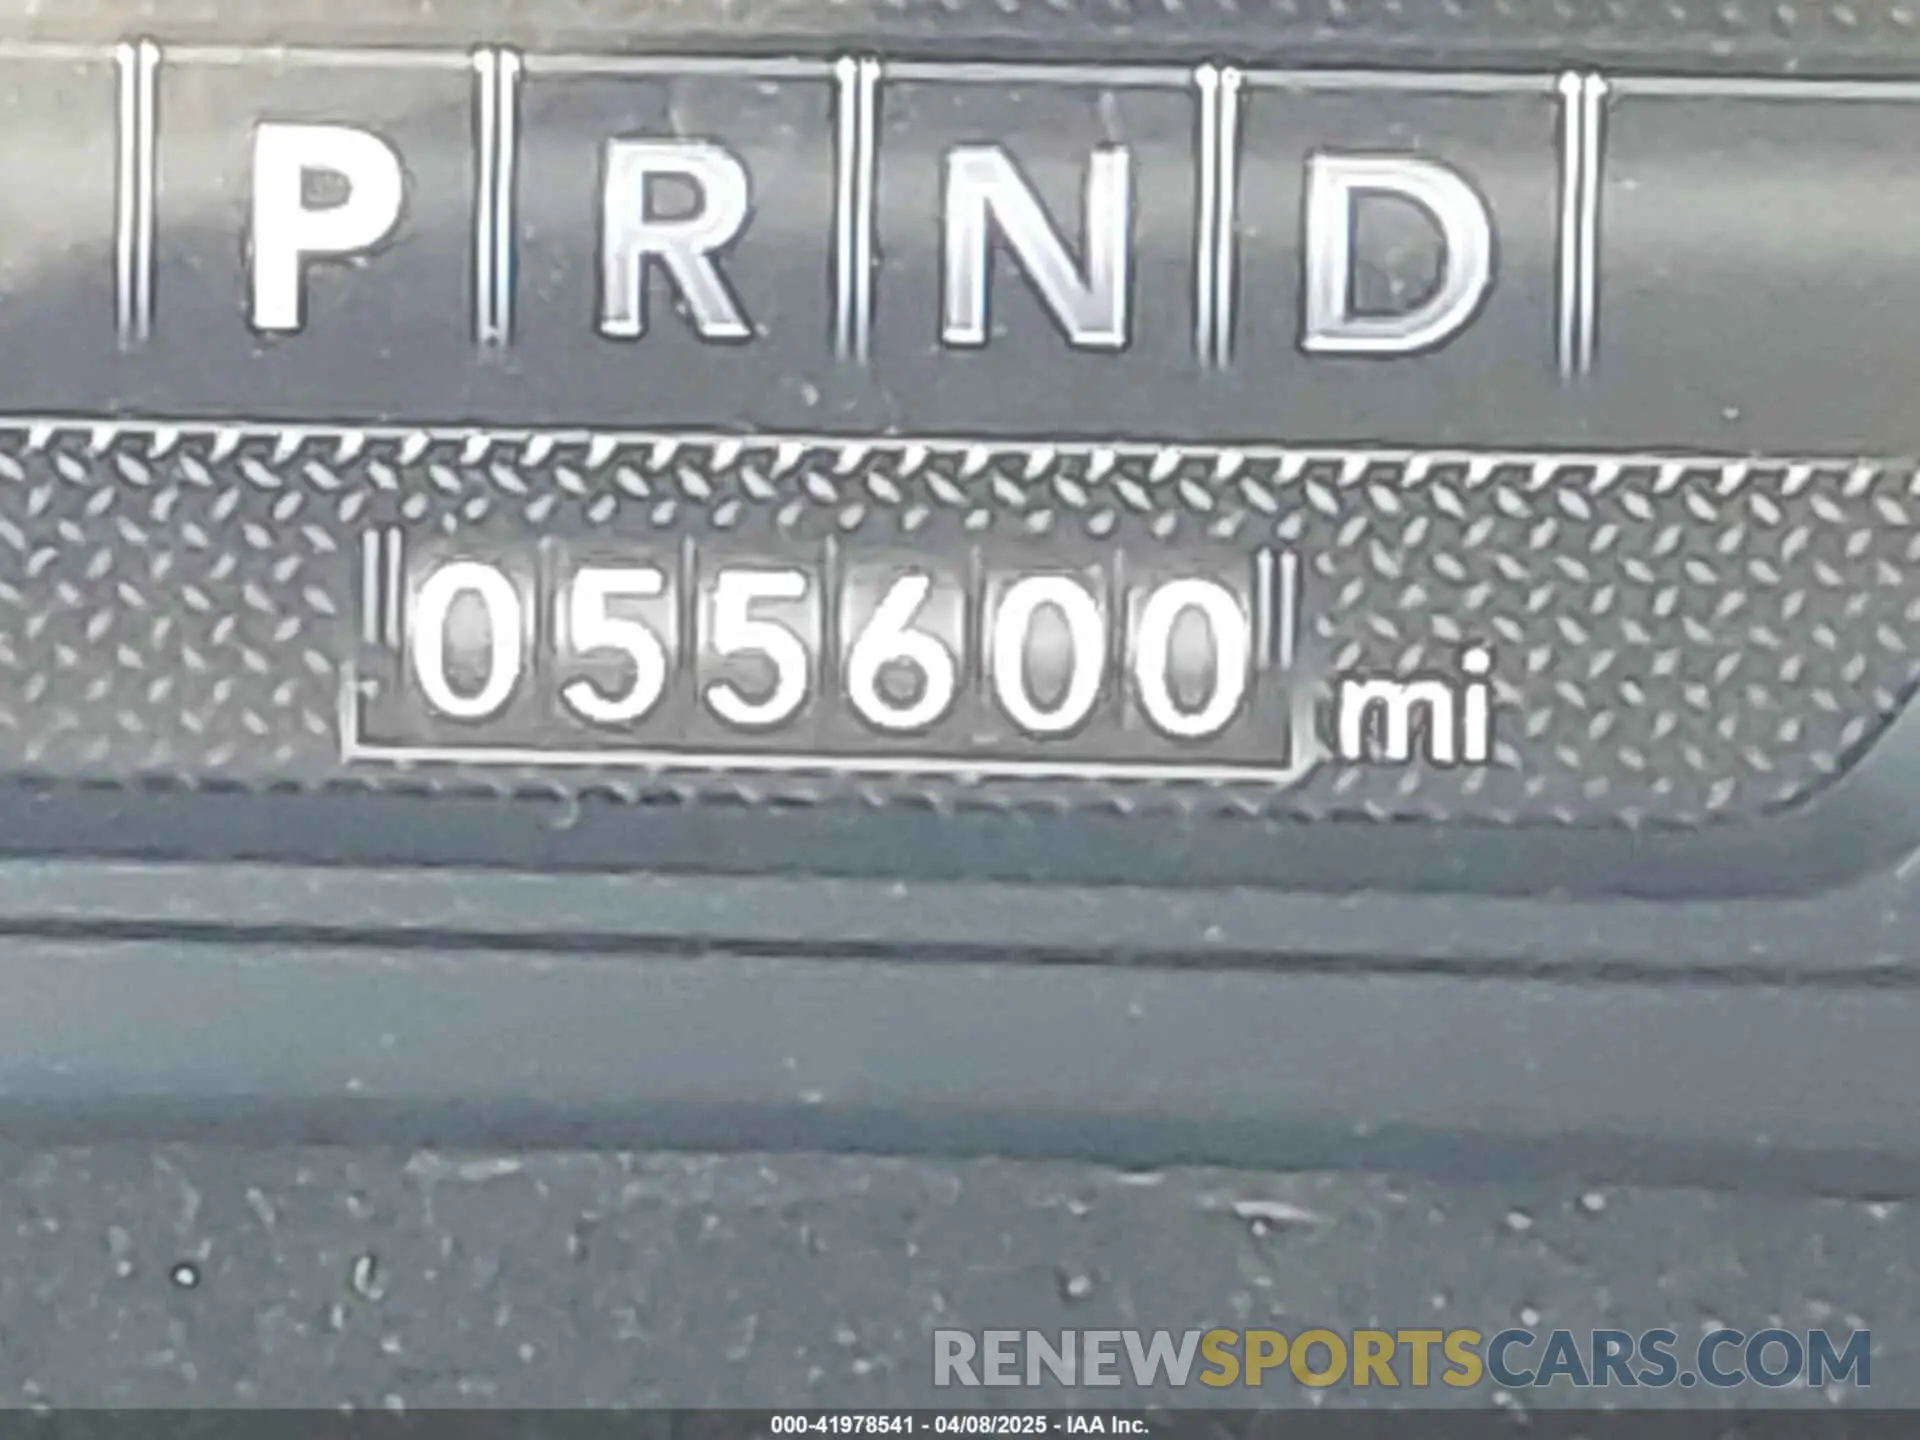 P R N D
055600 mi
RENEWSPORTSCARS.COM
000-41978541 - 04/08/2025 - IAA Inc.